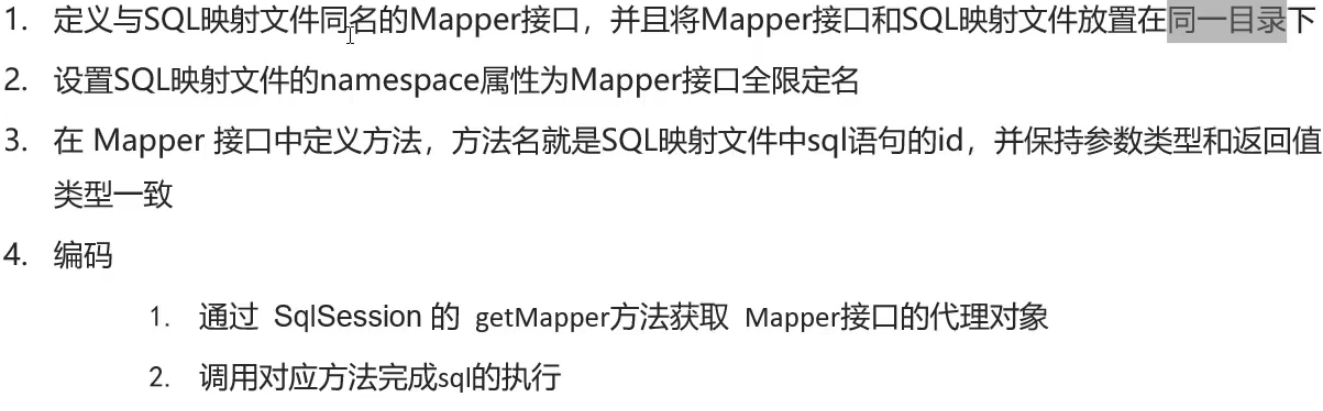 1. 定义与SQL映射文件同名的Mapper接口，并且将Mapper接口和SQL映射文件放置在同一目录下
2. 设置SQL映射文件的namespace属性为Mapper接口全限定名
3. 在 Mapper 接口中定义方法，方法名就是SQL映射文件中sql语句的id，并保持参数类型和返回值
类型一致
4. 编码
1. 通过 SqlSession 的 getMapper方法获取 Mapper接口的代理对象
2. 调用对应方法完成sql的执行